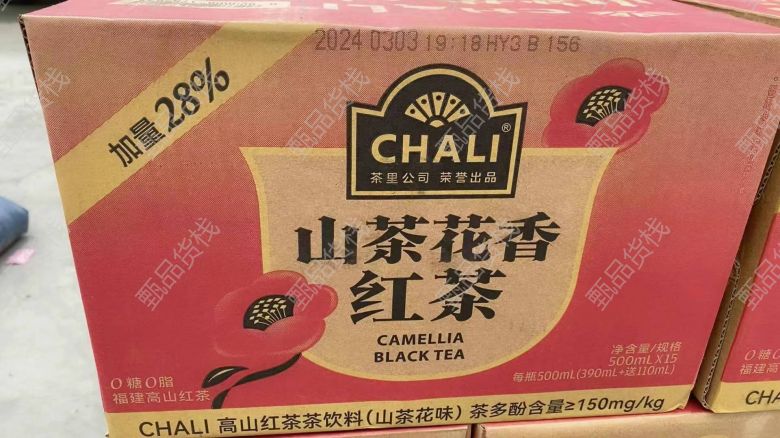 2024 0303 19:18 HY3 B 156
加量28%
CHALI®
茶里公司 荣誉出品
山茶花香
红茶
CAMELLIA
BLACK TEA
净含量/规格
500mL×15
每瓶500mL(390mL+送110mL)
0糖0脂
福建高山红茶
CHALI 高山红茶茶饮料(山茶花味) 茶多酚含量≥150mg/kg
甄品货栈